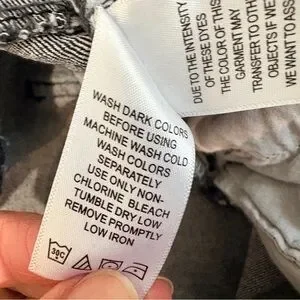 WASH DARK COLORS
BEFORE USING
MACHINE WASH COLD
WASH COLORS
SEPARATELY
USE ONLY NON-
CHLORINE BLEACH
TUMBLE DRY LOW
REMOVE PROMPTLY
LOW IRON
30C
DUE TO THE INTENSITY
OF THESE DYES
THE COLOR OF THIS
GARMENT MAY
TRANSFER TO OTHER
OBJECTS IF WE
WE WANT TO ASS